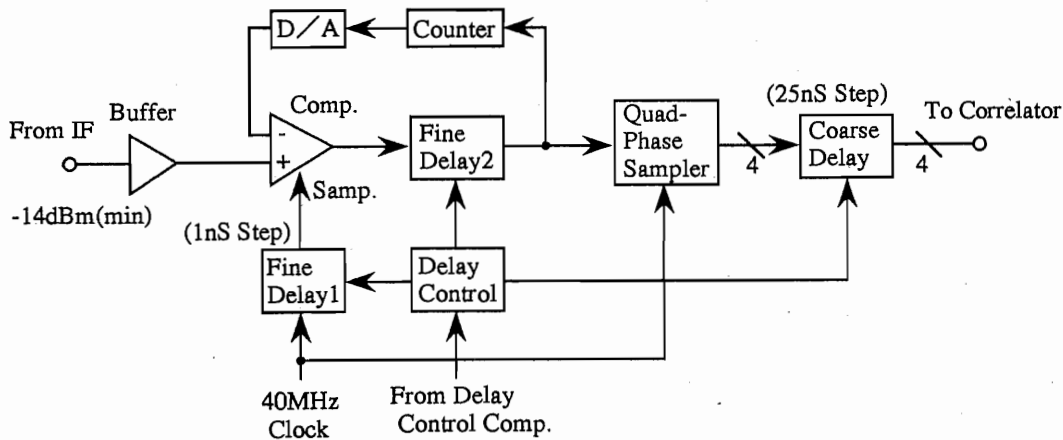 D/A
Counter
Buffer
Comp.
(25nS Step)
From IF
-
+
Fine
Delay2
Quad-
Phase
Sampler
4
Coarse
Delay
4
To Correlator
-14dBm(min)
Samp.
(1nS Step)
Fine
Delay1
Delay
Control
40MHz
Clock
From Delay
Control Comp.